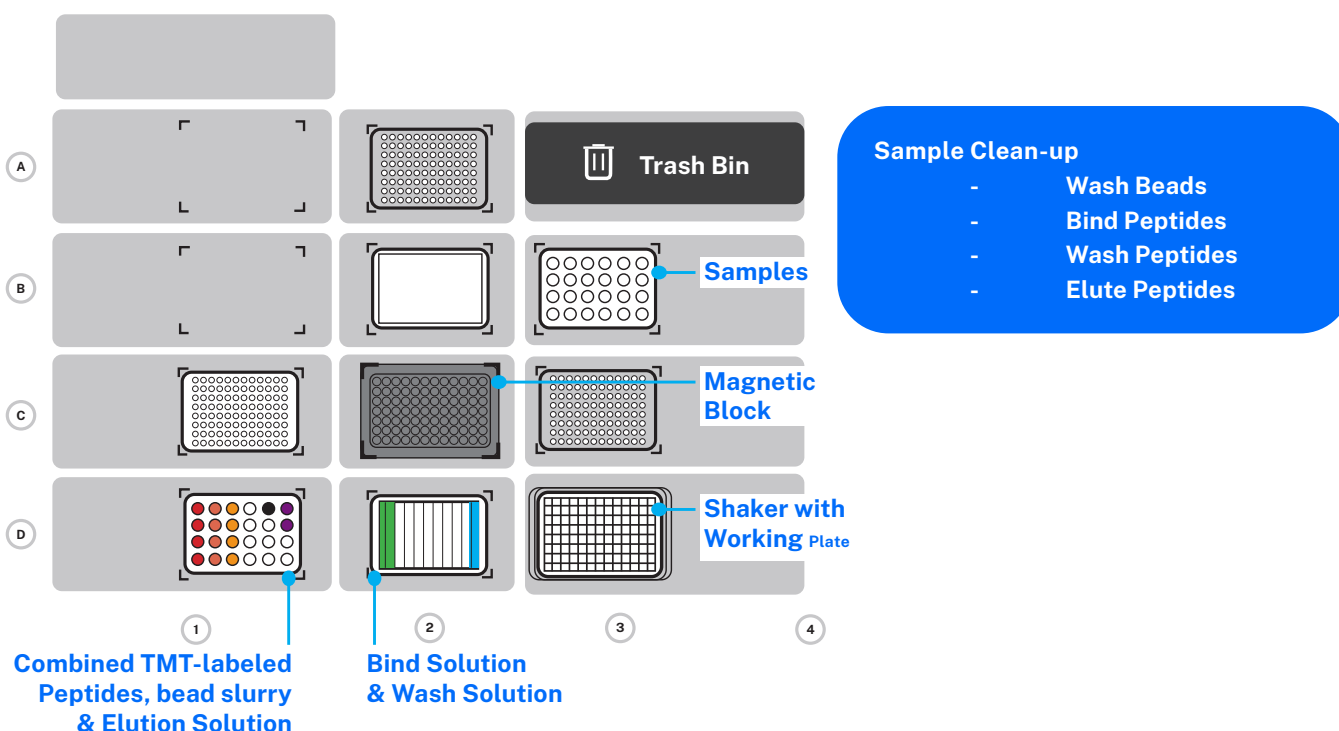 A
Trash Bin
Sample Clean-up
- Wash Beads
- Bind Peptides
- Wash Peptides
- Elute Peptides
B
Samples
C
Magnetic
Block
D
Shaker with
Working Plate
1
2
3
4
Combined TMT-labeled
Peptides, bead slurry
& Elution Solution
Bind Solution
& Wash Solution